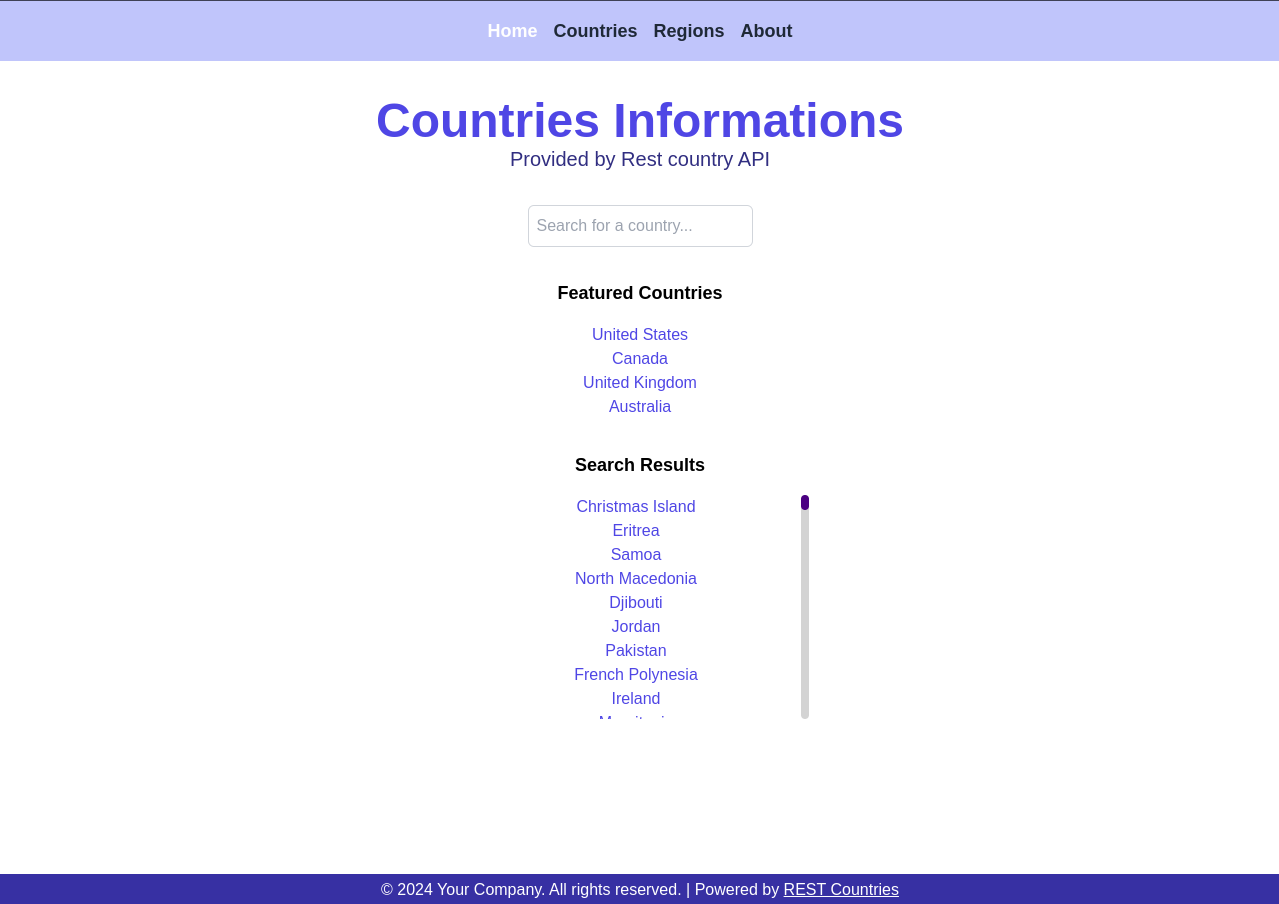 Home Countries Regions About
Countries Informations
Provided by Rest country API
Search for a country...
Featured Countries
United States
Canada
United Kingdom
Australia
Search Results
Christmas Island
Eritrea
Samoa
North Macedonia
Djibouti
Jordan
Pakistan
French Polynesia
Ireland
© 2024 Your Company. All rights reserved. | Powered by REST Countries